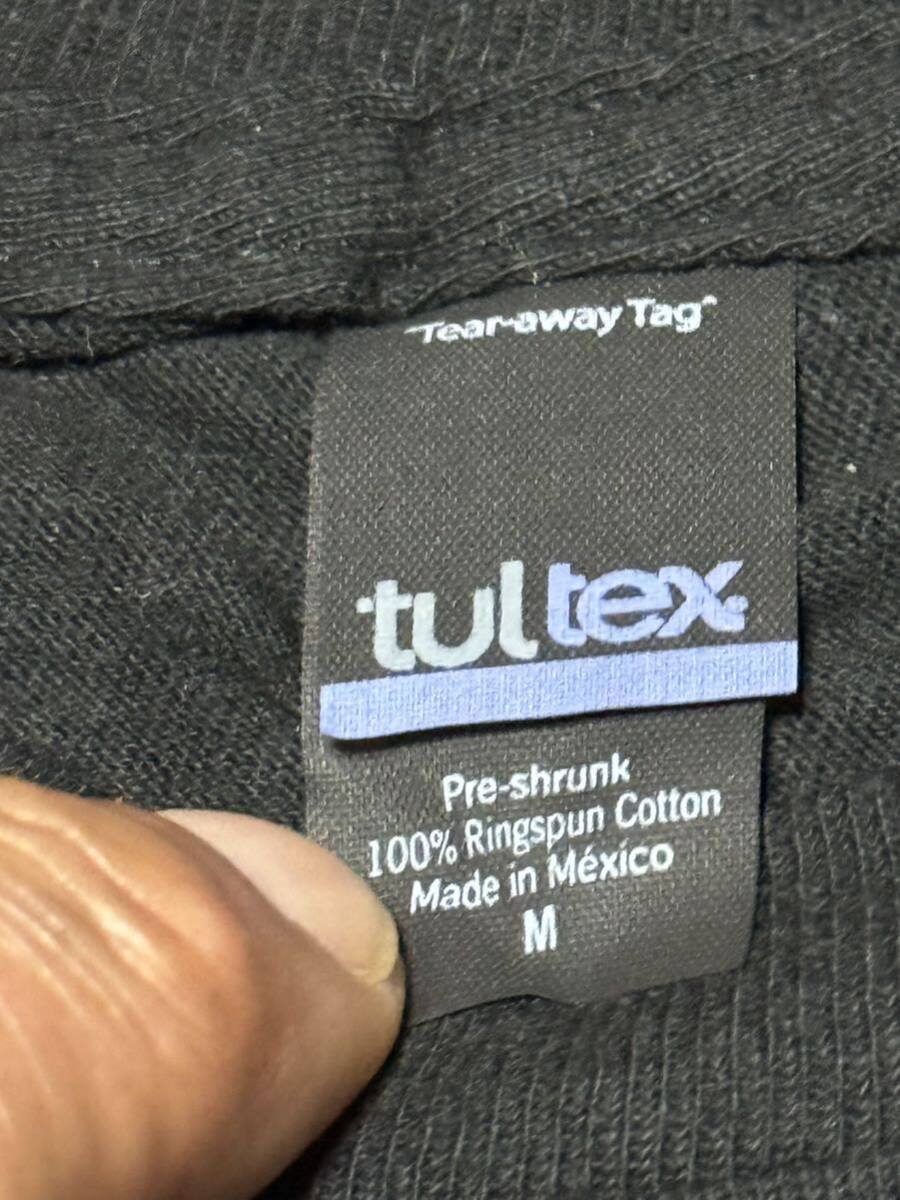 Tear-away Tag
tultex
Pre-shrunk
100% Ringspun Cotton
Made in México
M